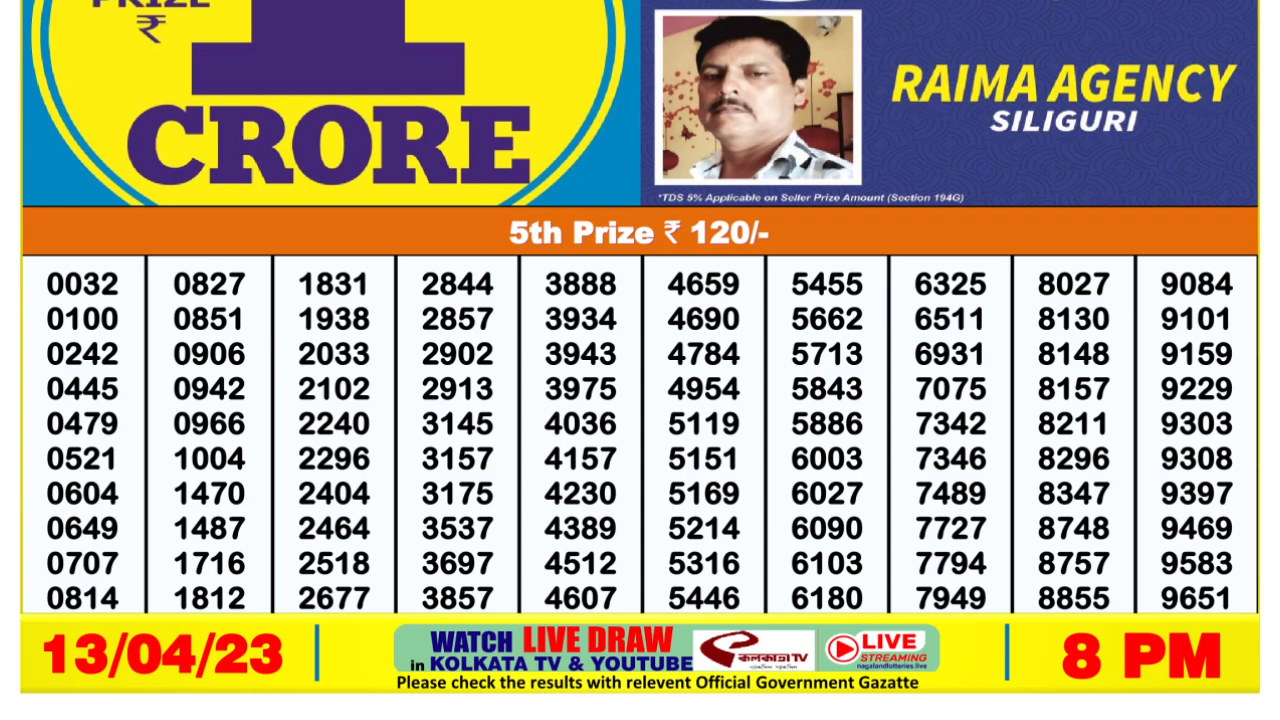 PRIZE
₹
1
CRORE
RAIMA AGENCY
SILIGURI
*TDS 5% Applicable on Seller Prize Amount (Section 194G)
5th Prize ₹ 120/-
0032 0827 1831 2844 3888 4659 5455 6325 8027 9084
0100 0851 1938 2857 3934 4690 5662 6511 8130 9101
0242 0906 2033 2902 3943 4784 5713 6931 8148 9159
0445 0942 2102 2913 3975 4954 5843 7075 8157 9229
0479 0966 2240 3145 4036 5119 5886 7342 8211 9303
0521 1004 2296 3157 4157 5151 6003 7346 8296 9308
0604 1470 2404 3175 4230 5169 6027 7489 8347 9397
0649 1487 2464 3537 4389 5214 6090 7727 8748 9469
0707 1716 2518 3697 4512 5316 6103 7794 8757 9583
0814 1812 2677 3857 4607 5446 6180 7949 8855 9651
13/04/23
WATCH LIVE DRAW
in KOLKATA TV & YOUTUBE
কলকাতা TV
LIVE
STREAMING
nagalandlotteries.live
8 PM
Please check the results with relevent Official Government Gazatte